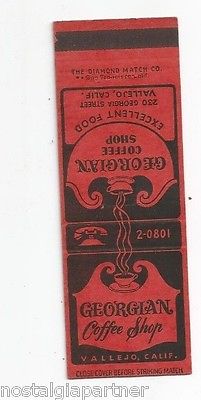 THE DIAMOND MATCH CO.
230 GEORGIA STREET
VALLEJO, CALIF.
EXCELLENT FOOD
GEORGIAN
COFFEE
SHOP
2-0801
GEORGIAN
Coffee Shop
VALLEJO, CALIF.
CLOSE COVER BEFORE STRIKING MATCH
nostalgiapartner